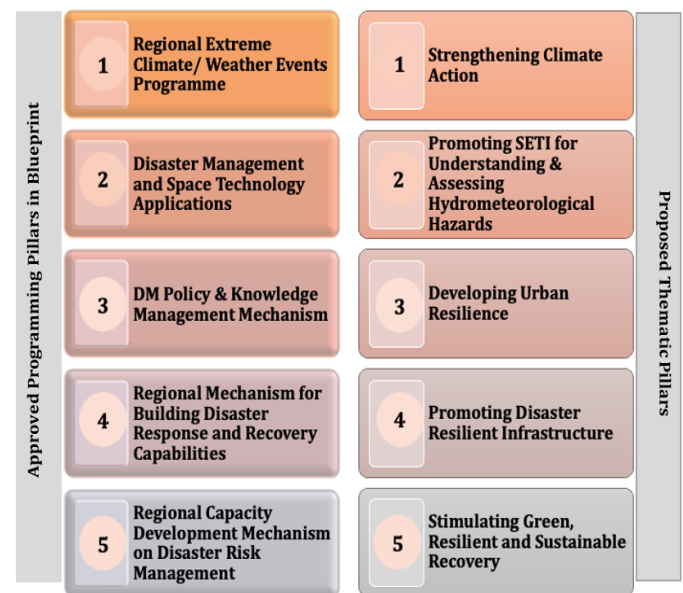 Approved Programming Pillars in Blueprint
1
Regional Extreme
Climate/ Weather Events
Programme
2
Disaster Management
and Space Technology
Applications
3
DM Policy & Knowledge
Management Mechanism
4
Regional Mechanism for
Building Disaster
Response and Recovery
Capabilities
5
Regional Capacity
Development Mechanism
on Disaster Risk
Management
1
Strengthening Climate
Action
2
Promoting SETI for
Understanding &
Assessing
Hydrometeorological
Hazards
3
Developing Urban
Resilience
4
Promoting Disaster
Resilient Infrastructure
5
Stimulating Green,
Resilient and Sustainable
Recovery
Proposed Thematic Pillars